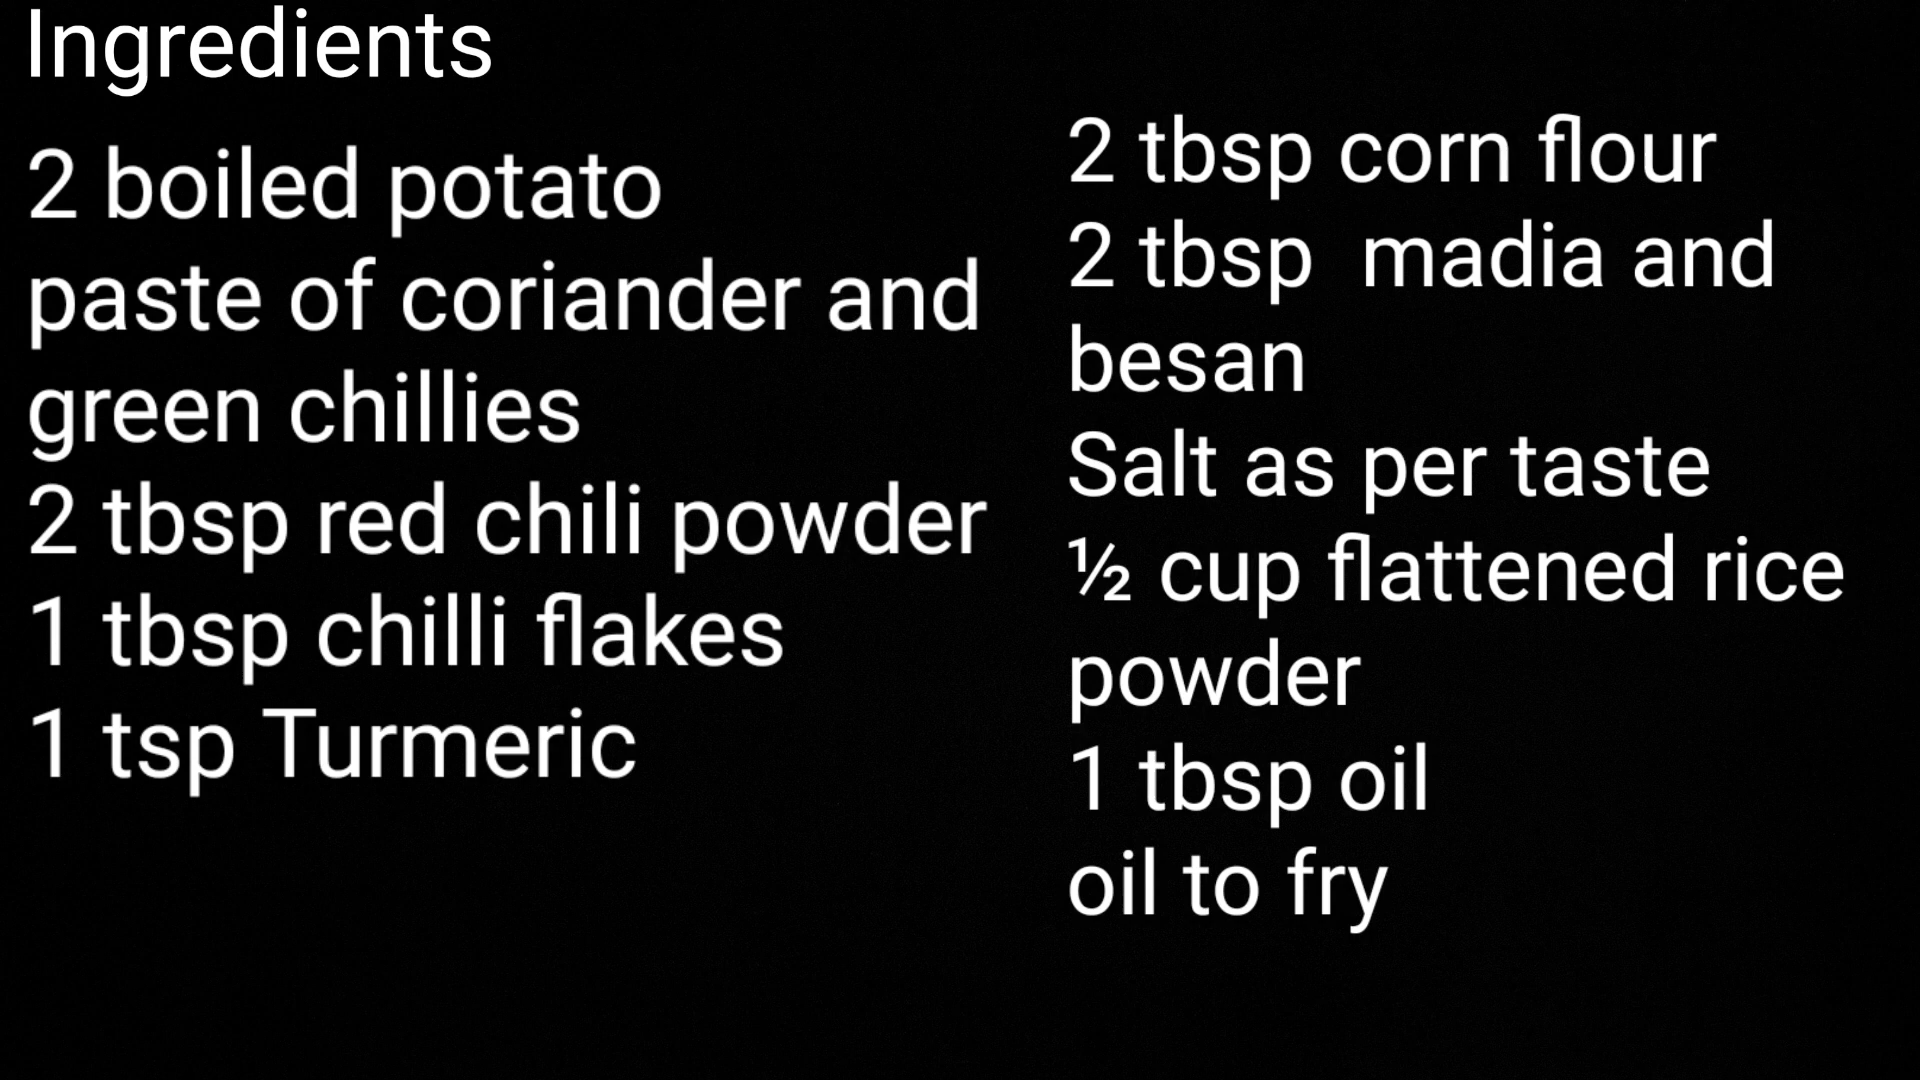 Ingredients
2 boiled potato
paste of coriander and
green chillies
2 tbsp red chili powder
1 tbsp chilli flakes
1 tsp Turmeric
2 tbsp corn flour
2 tbsp  madia and
besan
Salt as per taste
½ cup flattened rice
powder
1 tbsp oil
oil to fry